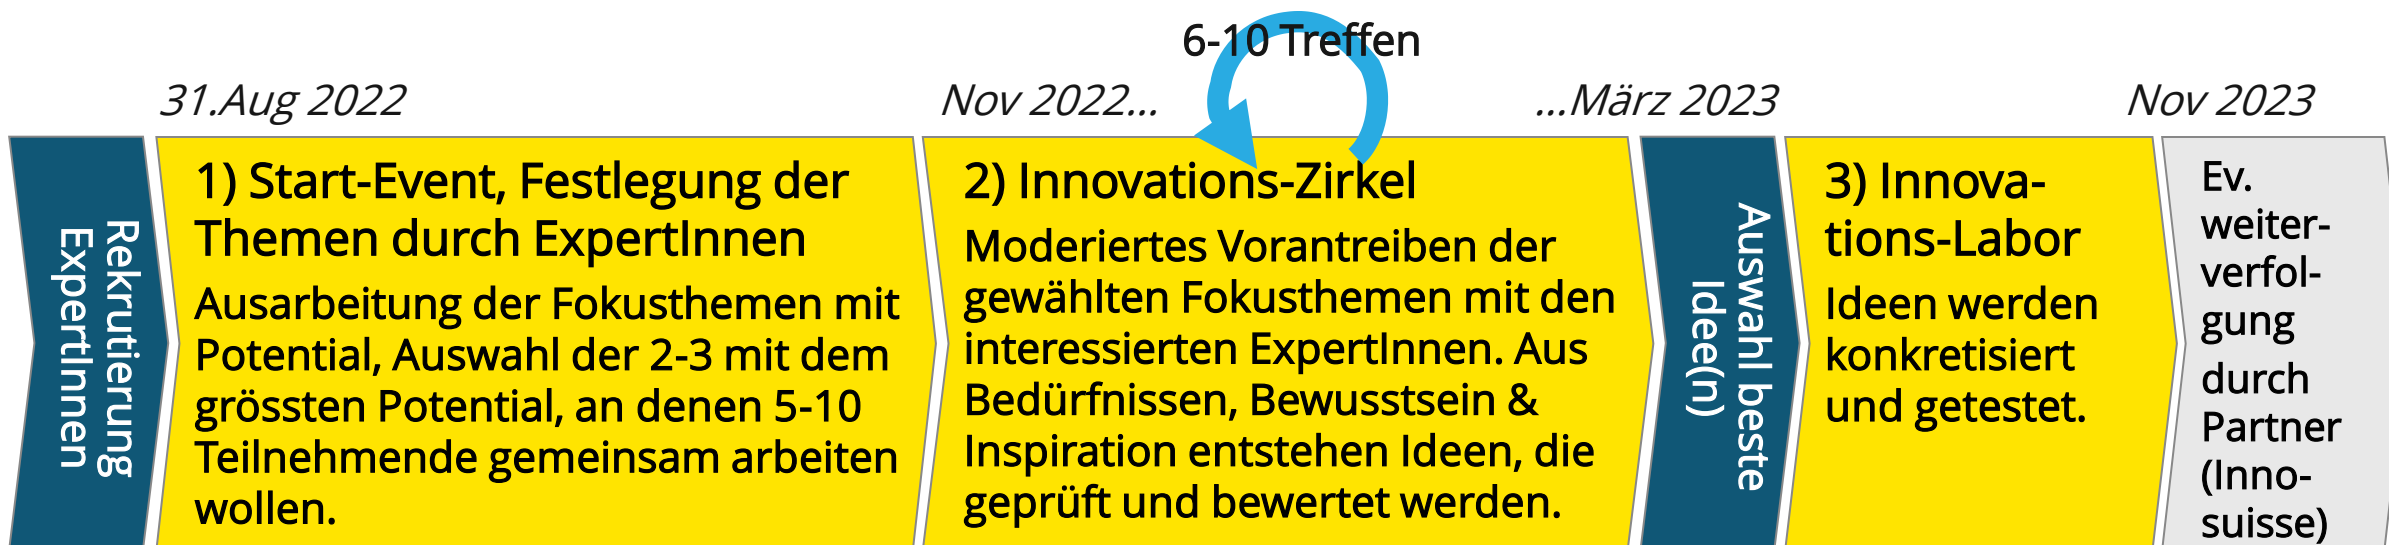 6-10 Treffen
31.Aug 2022
Nov 2022...
...März 2023
Nov 2023
Rekrutierung
ExpertInnen
1) Start-Event, Festlegung der
Themen durch ExpertInnen
Ausarbeitung der Fokusthemen mit
Potential, Auswahl der 2-3 mit dem
grössten Potential, an denen 5-10
Teilnehmende gemeinsam arbeiten
wollen.
2) Innovations-Zirkel
Moderiertes Vorantreiben der
gewählten Fokusthemen mit den
interessierten ExpertInnen. Aus
Bedürfnissen, Bewusstsein &
Inspiration entstehen Ideen, die
geprüft und bewertet werden.
Auswahl beste
Idee(n)
3) Innova-
tions-Labor
Ideen werden
konkretisiert
und getestet.
Ev.
weiter-
verfol-
gung
durch
Partner
(Inno-
suisse)